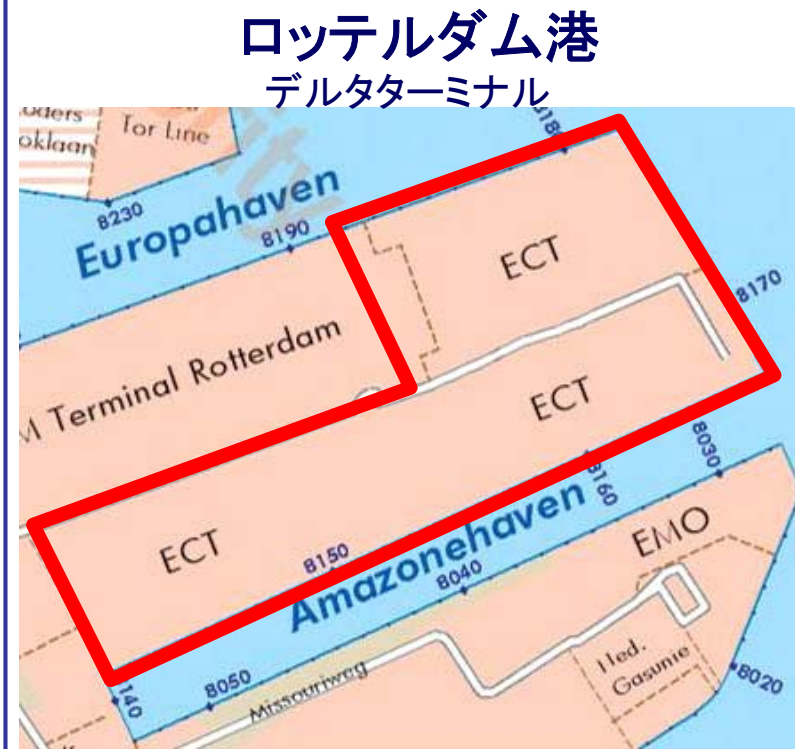 ロッテルダム港
デルタターミナル
oklaan
Tor Line
8230
Europahaven
8190
8180
ECT
8170
Terminal Rotterdam
ECT
ECT
8150
8160
8030
Amazonehaven
8040
EMO
8050
Missouriweg
Ned.
Gasunie
8020
140